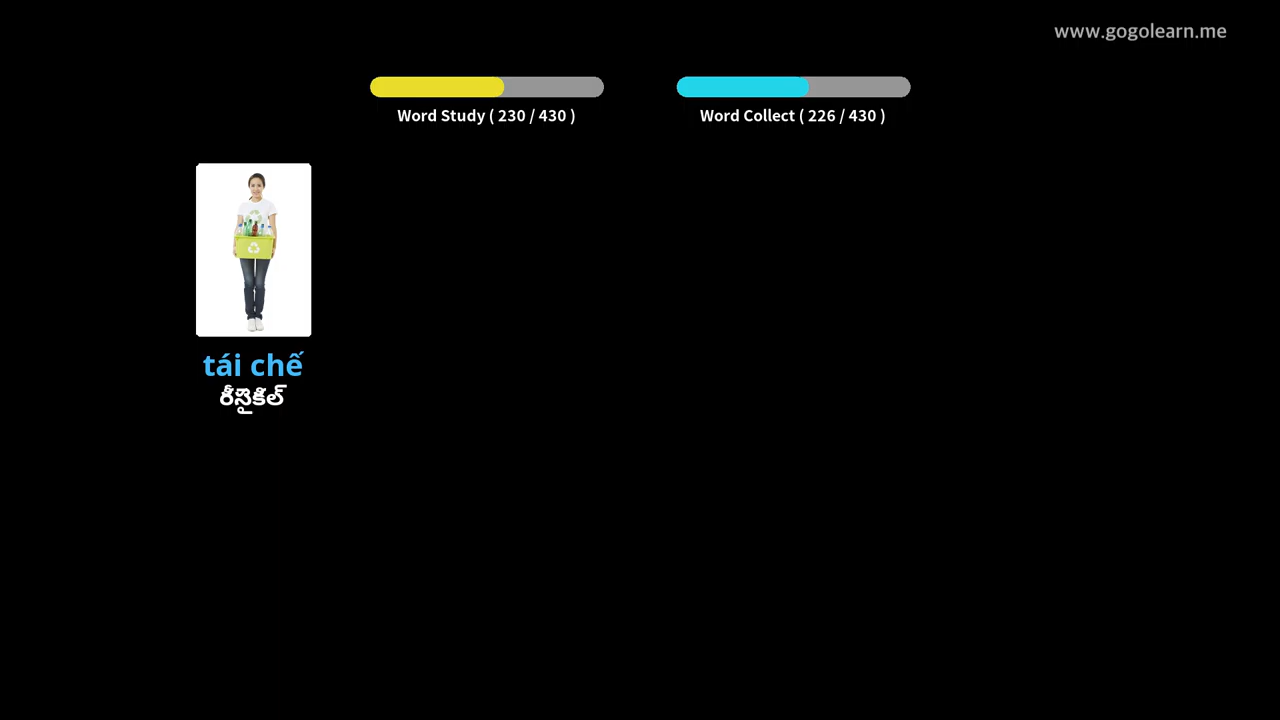 www.gogolearn.me
Word Study ( 230 / 430 )
Word Collect ( 226 / 430 )
tái chế
రీసైకిల్